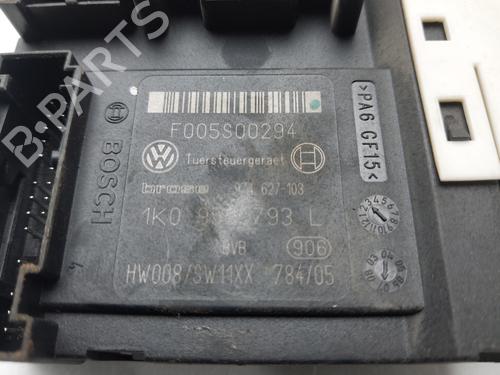 F005S00294
Tuersteuergeraet
BOSCH
brose 627-103
1K0 793 L
906
HW008/SW11XX 784/05
>PA6 GF15<
B-PARTS